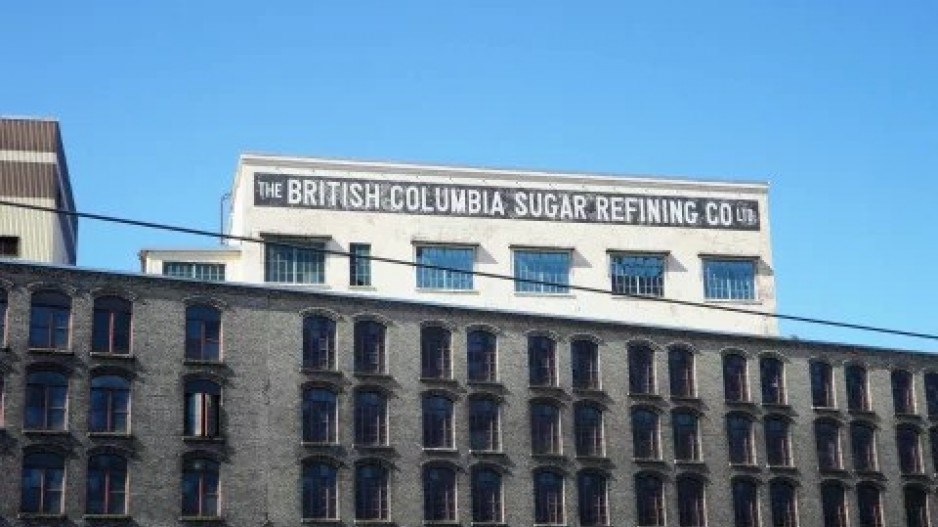 THE BRITISH COLUMBIA SUGAR REFINING CO LTD.